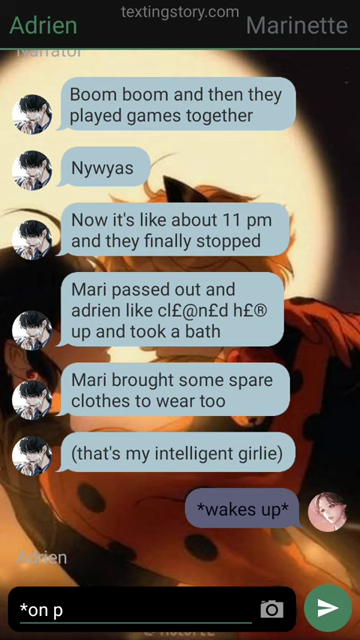 textingstory.com
Adrien Marinette
Narrator
Boom boom and then they
played games together
Nywyas
Now it's like about 11 pm
and they finally stopped
Mari passed out and
adrien like cl£@n£d h£®
up and took a bath
Mari brought some spare
clothes to wear too
(that's my intelligent girlie)
*wakes up*
Adrien
*on p